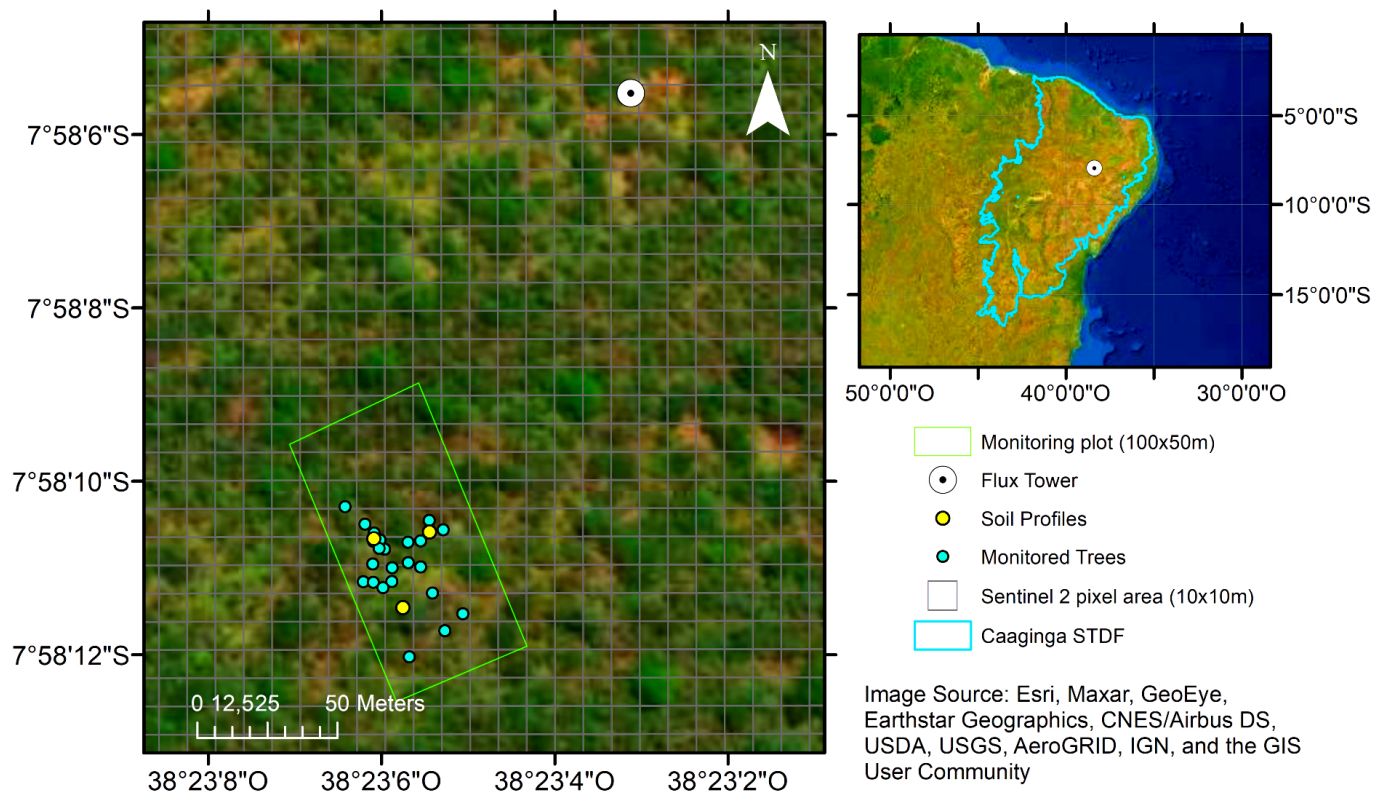 N
7°58'6"S
7°58'8"S
7°58'10"S
7°58'12"S
0 12,525 50 Meters
38°23'8"O 38°23'6"O 38°23'4"O 38°23'2"O
5°0'0"S
10°0'0"S
15°0'0"S
50°0'0"O 40°0'0"O 30°0'0"O
Monitoring plot (100x50m)
Flux Tower
Soil Profiles
Monitored Trees
Sentinel 2 pixel area (10x10m)
Caaginga STDF
Image Source: Esri, Maxar, GeoEye,
Earthstar Geographics, CNES/Airbus DS,
USDA, USGS, AeroGRID, IGN, and the GIS
User Community